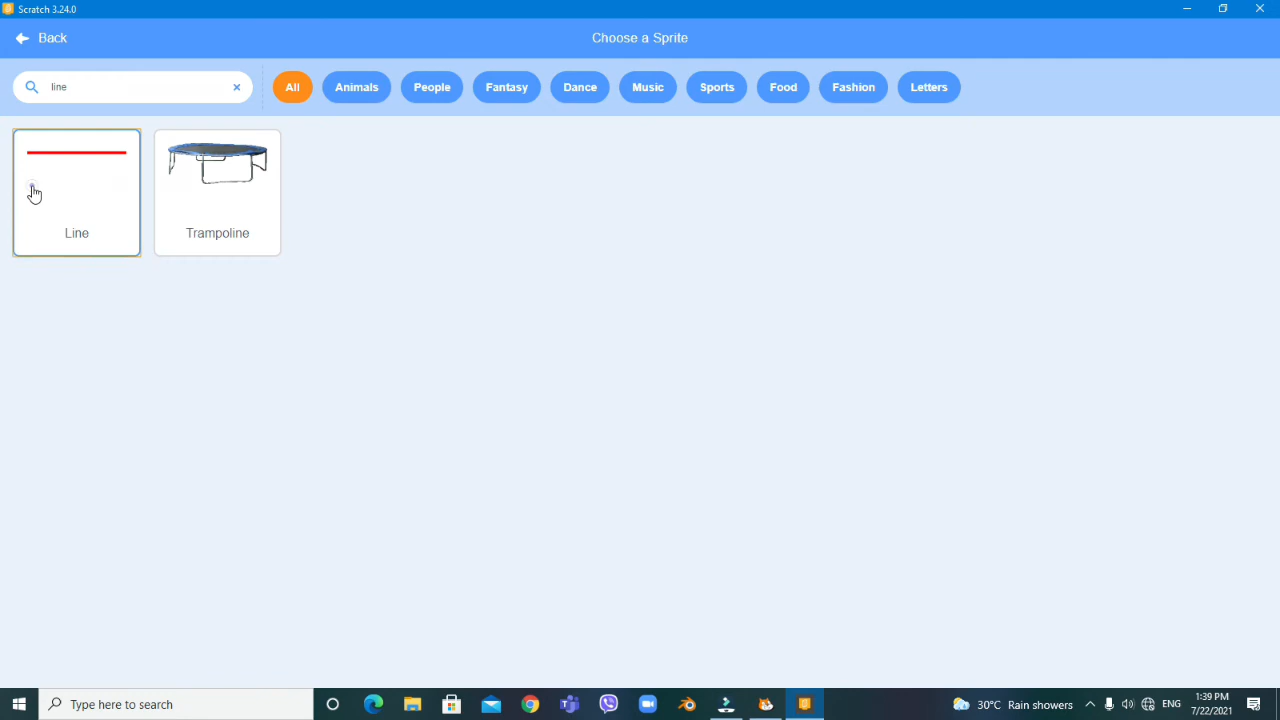 Scratch 3.24.0
Back
Choose a Sprite
line
All
Animals
People
Fantasy
Dance
Music
Sports
Food
Fashion
Letters
Line
Trampoline
Type here to search
30°C Rain showers
ENG
1:39 PM
7/22/2021